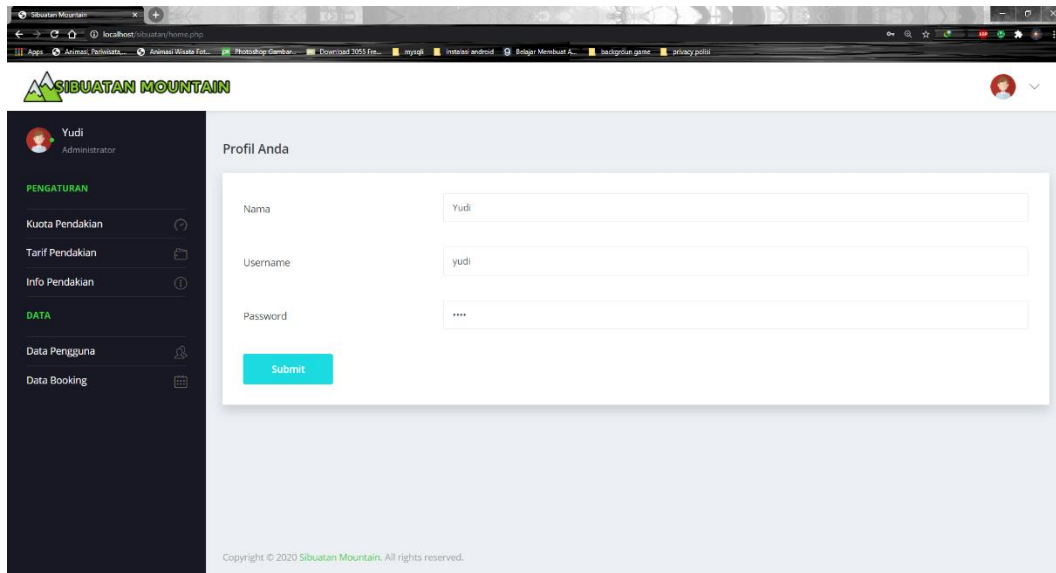 Sibuatan Mountain
localhost/sibuatan/home.php
Apps
Animasi, Pariwisata,...
Animasi Wisata Fot...
Photoshop Gambar...
Download 3055 Fre...
mysqli
instalasi android
Belajar Membuat A...
backgroun game
privacy polisi
SIBUATAN MOUNTAIN
Yudi
Administrator
PENGATURAN
Kuota Pendakian
Tarif Pendakian
Info Pendakian
DATA
Data Pengguna
Data Booking
Profil Anda
Nama
Yudi
Username
yudi
Password
••••
Submit
Copyright © 2020 Sibuatan Mountain. All rights reserved.